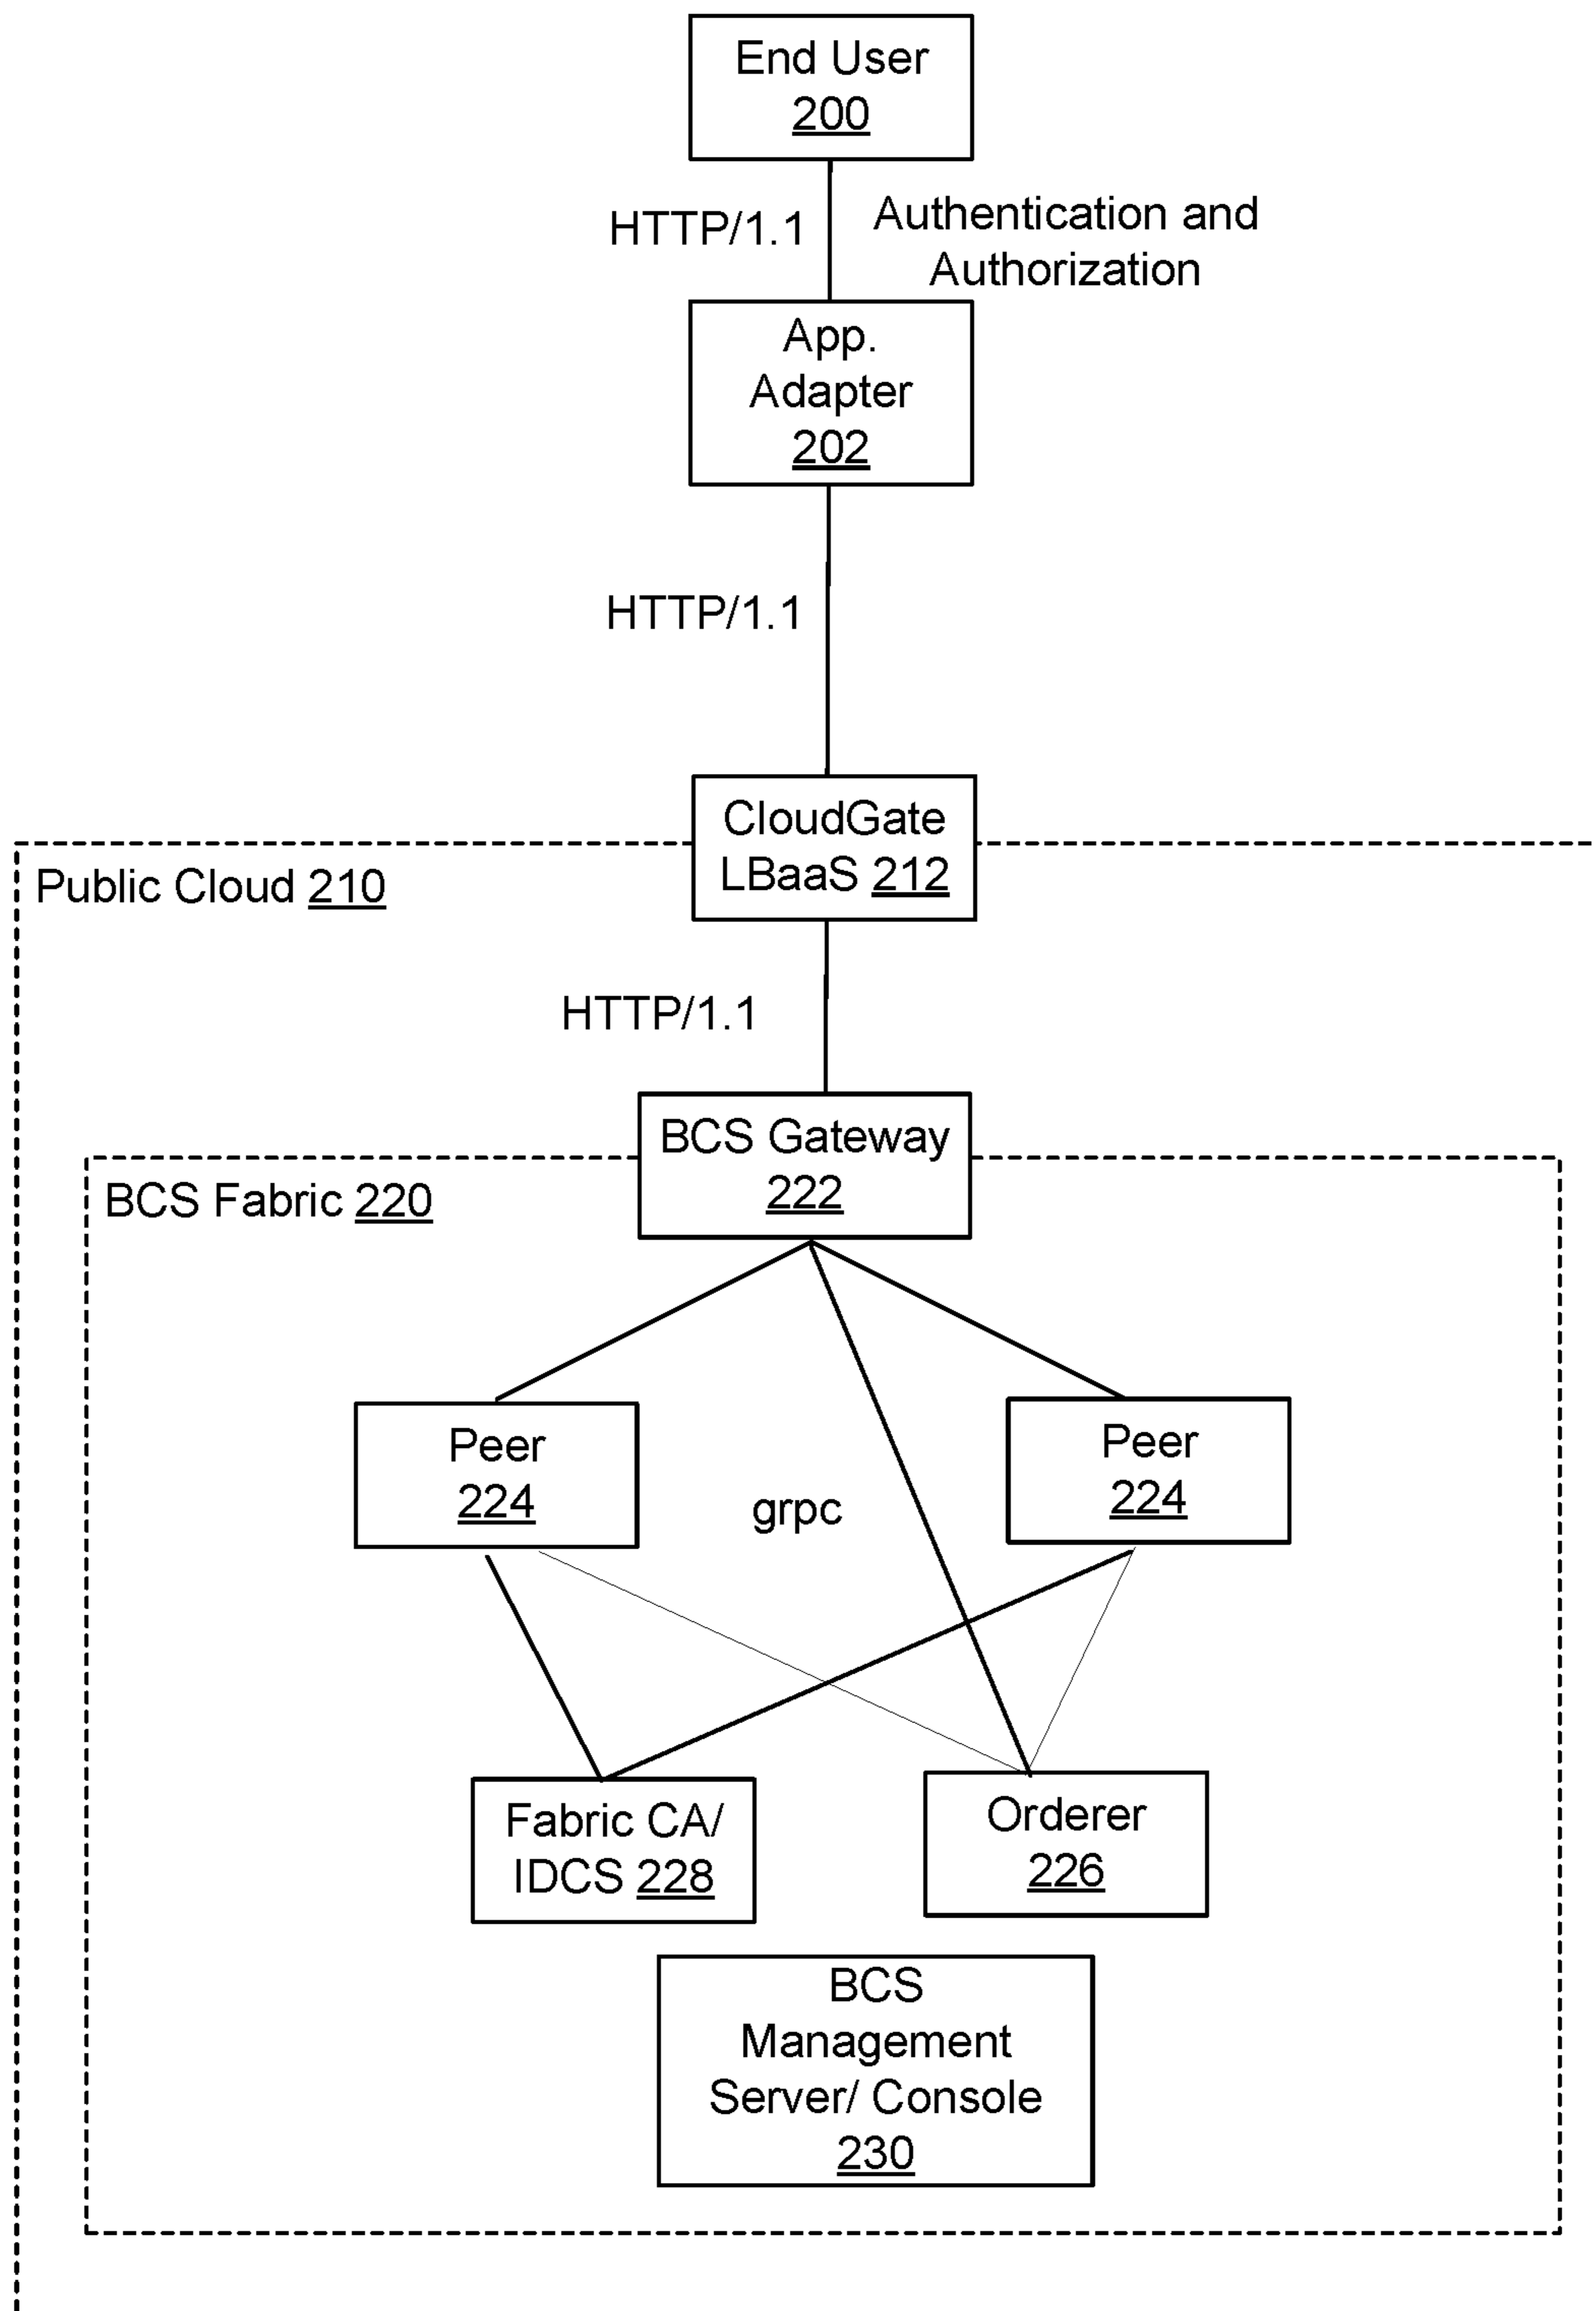 End User
200
HTTP/1.1
Authentication and
Authorization
App.
Adapter
202
HTTP/1.1
CloudGate
LBaaS 212
Public Cloud 210
HTTP/1.1
BCS Gateway
222
BCS Fabric 220
Peer
224
Peer
224
grpc
Fabric CA/
IDCS 228
Orderer
226
BCS
Management
Server/ Console
230